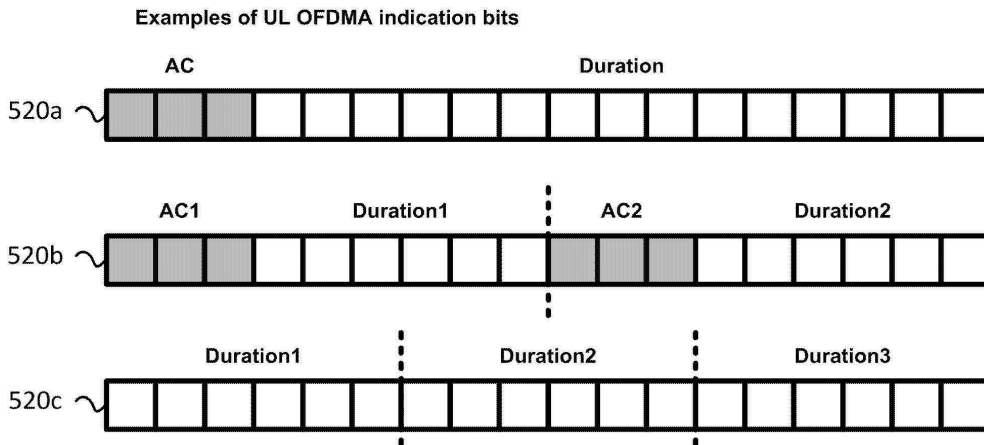 Examples of UL OFDMA indication bits
AC Duration
520a
AC1 Duration1 AC2 Duration2
520b
Duration1 Duration2 Duration3
520c